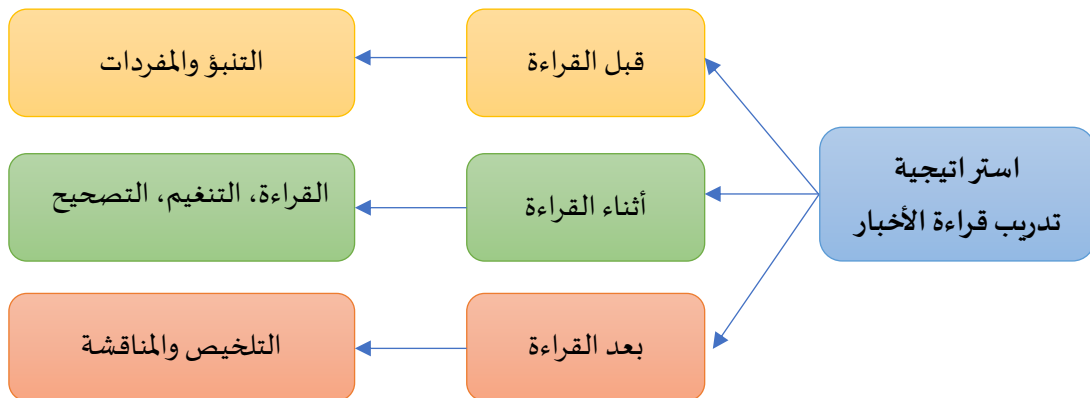 استراتيجية
تدريب قراءة الأخبار
قبل القراءة
التنبؤ والمفردات
أثناء القراءة
القراءة، التنغيم، التصحيح
بعد القراءة
التلخيص والمناقشة